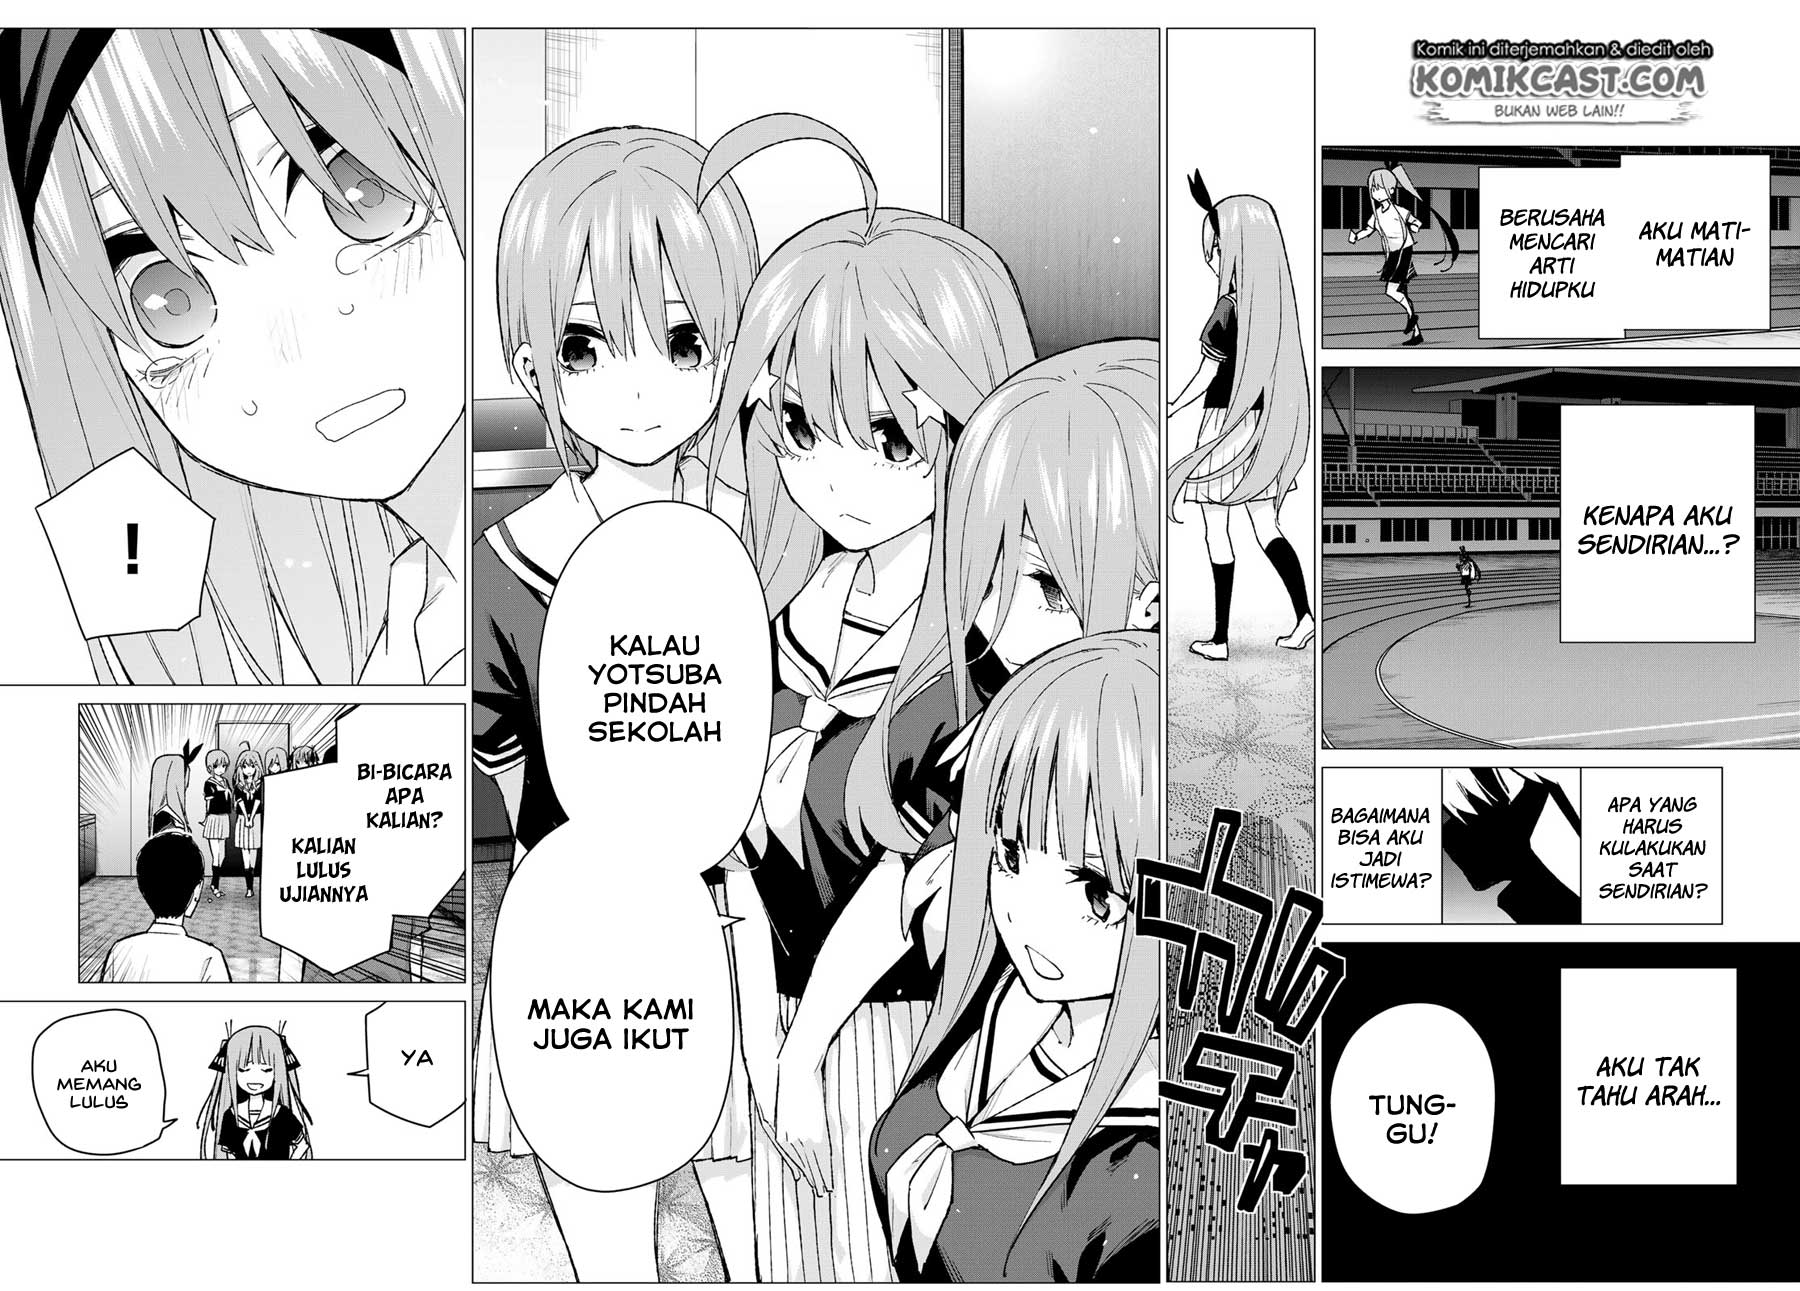 Komik ini diterjemahkan & diedit oleh
KOMIKCAST.COM
BUKAN WEB LAIN!!
AKU MATI-
MATIAN
BERUSAHA
MENCARI
ARTI
HIDUPKU
KENAPA AKU
SENDIRIAN...?
APA YANG
HARUS
KULAKUKAN
SAAT
SENDIRIAN?
BAGAIMANA
BISA AKU
JADI
ISTIMEWA?
AKU TAK
TAHU ARAH...
TUNG-
GU!
KALAU
YOTSUBA
PINDAH
SEKOLAH
MAKA KAMI
JUGA IKUT
!
BI-BICARA
APA
KALIAN?
KALIAN
LULUS
UJIANNYA
YA
AKU
MEMANG
LULUS